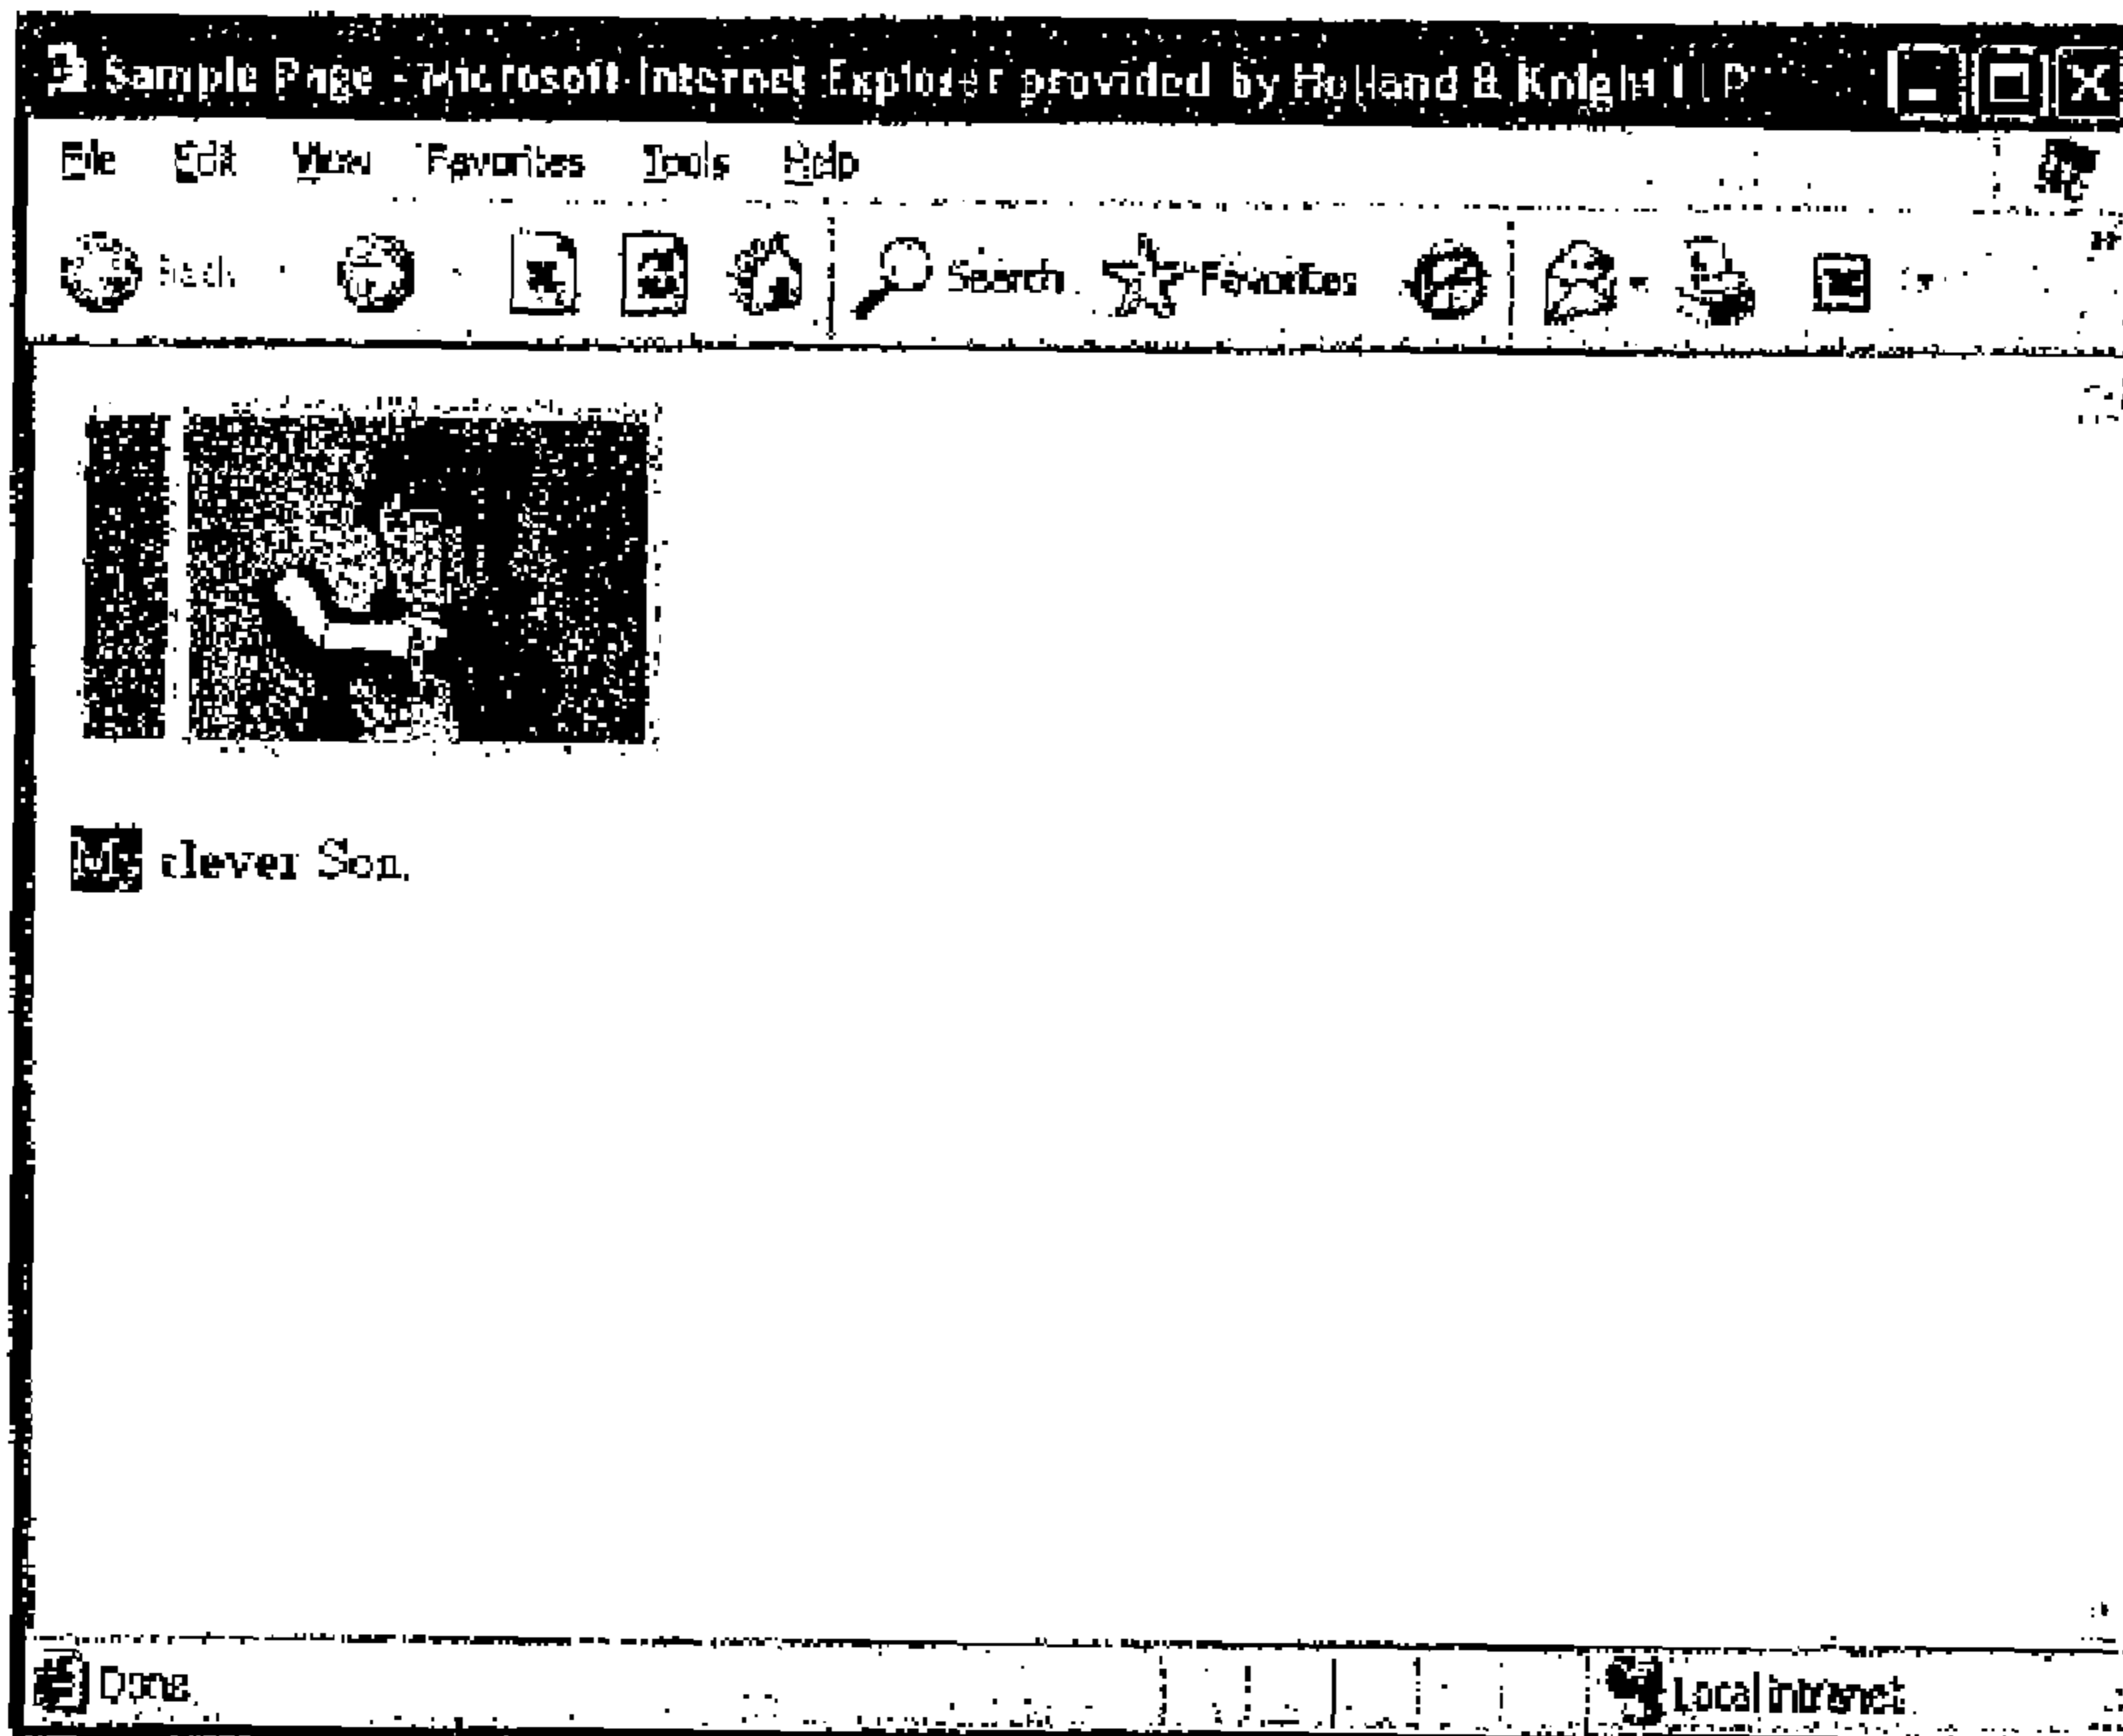 Sample Page - Microsoft Internet Explorer provided by Holland & Knight LLP
File Edit View Favorites Tools Help
Back Search Favorites
My clever Son.
Done Local intranet